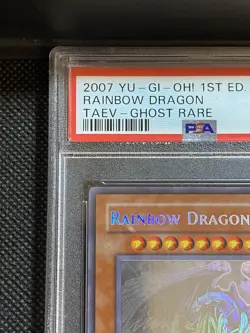 2007 YU-GI-OH! 1ST ED.
RAINBOW DRAGON
TAEV-GHOST RARE
PSA
RAINBOW DRAGON